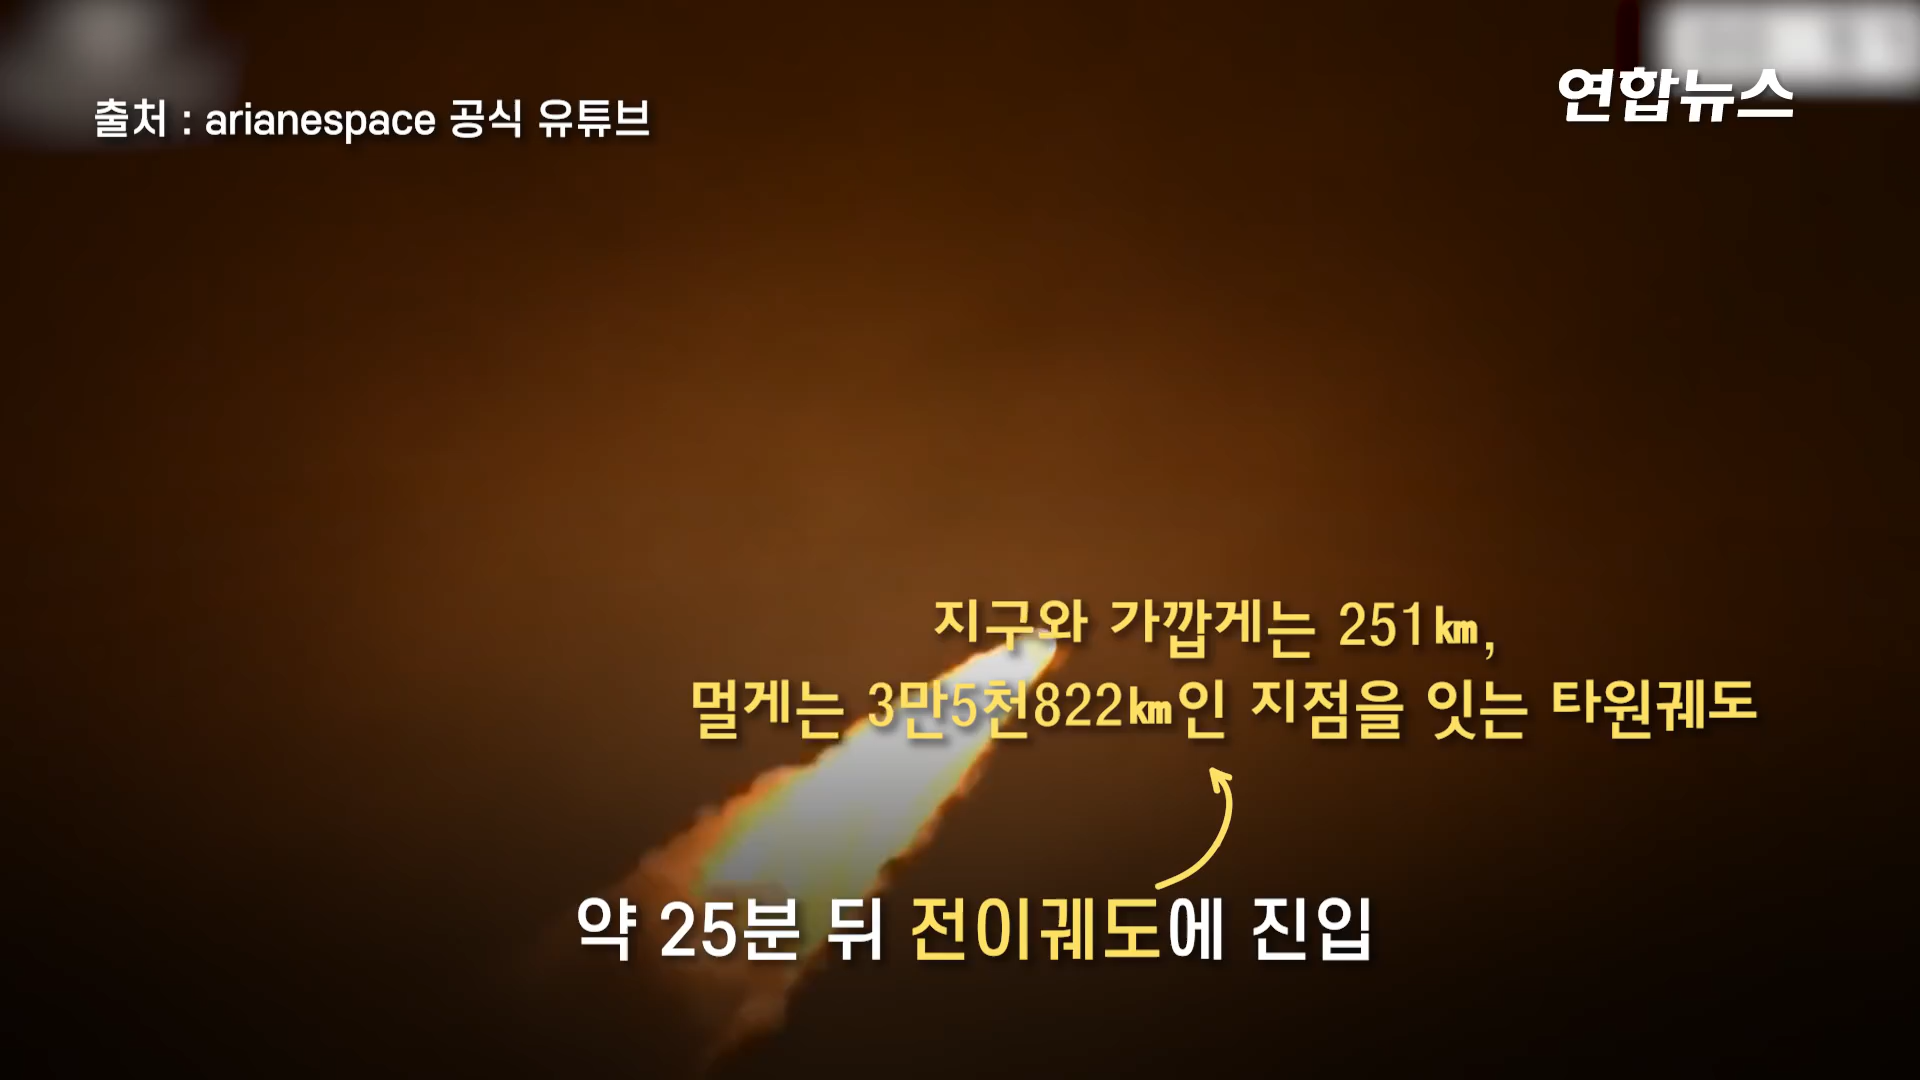 출처 : arianespace 공식 유튜브
연합뉴스
지구와 가깝게는 251㎞,
멀게는 3만5천822㎞인 지점을 잇는 타원궤도
약 25분 뒤 전이궤도에 진입